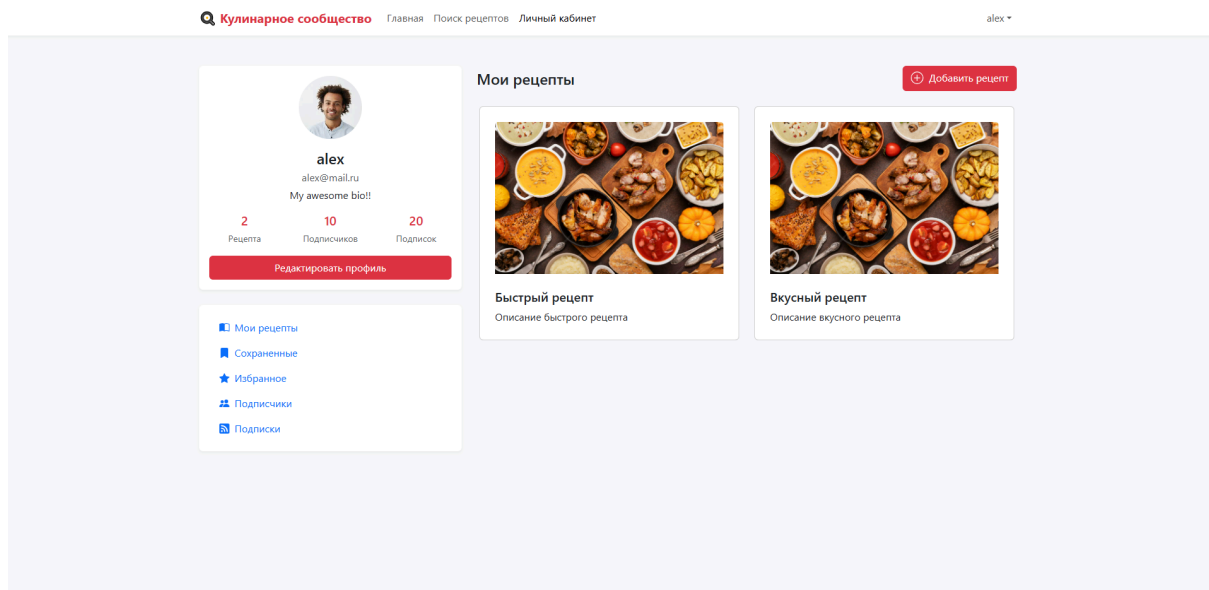 Кулинарное сообщество Главная Поиск рецептов Личный кабинет alex
alex
alex@mail.ru
My awesome bio!!
2 10 20
Рецепта Подписчиков Подписок
Редактировать профиль
Мои рецепты
Сохраненные
Избранное
Подписчики
Подписки
Мои рецепты
Добавить рецепт
Быстрый рецепт
Описание быстрого рецепта
Вкусный рецепт
Описание вкусного рецепта